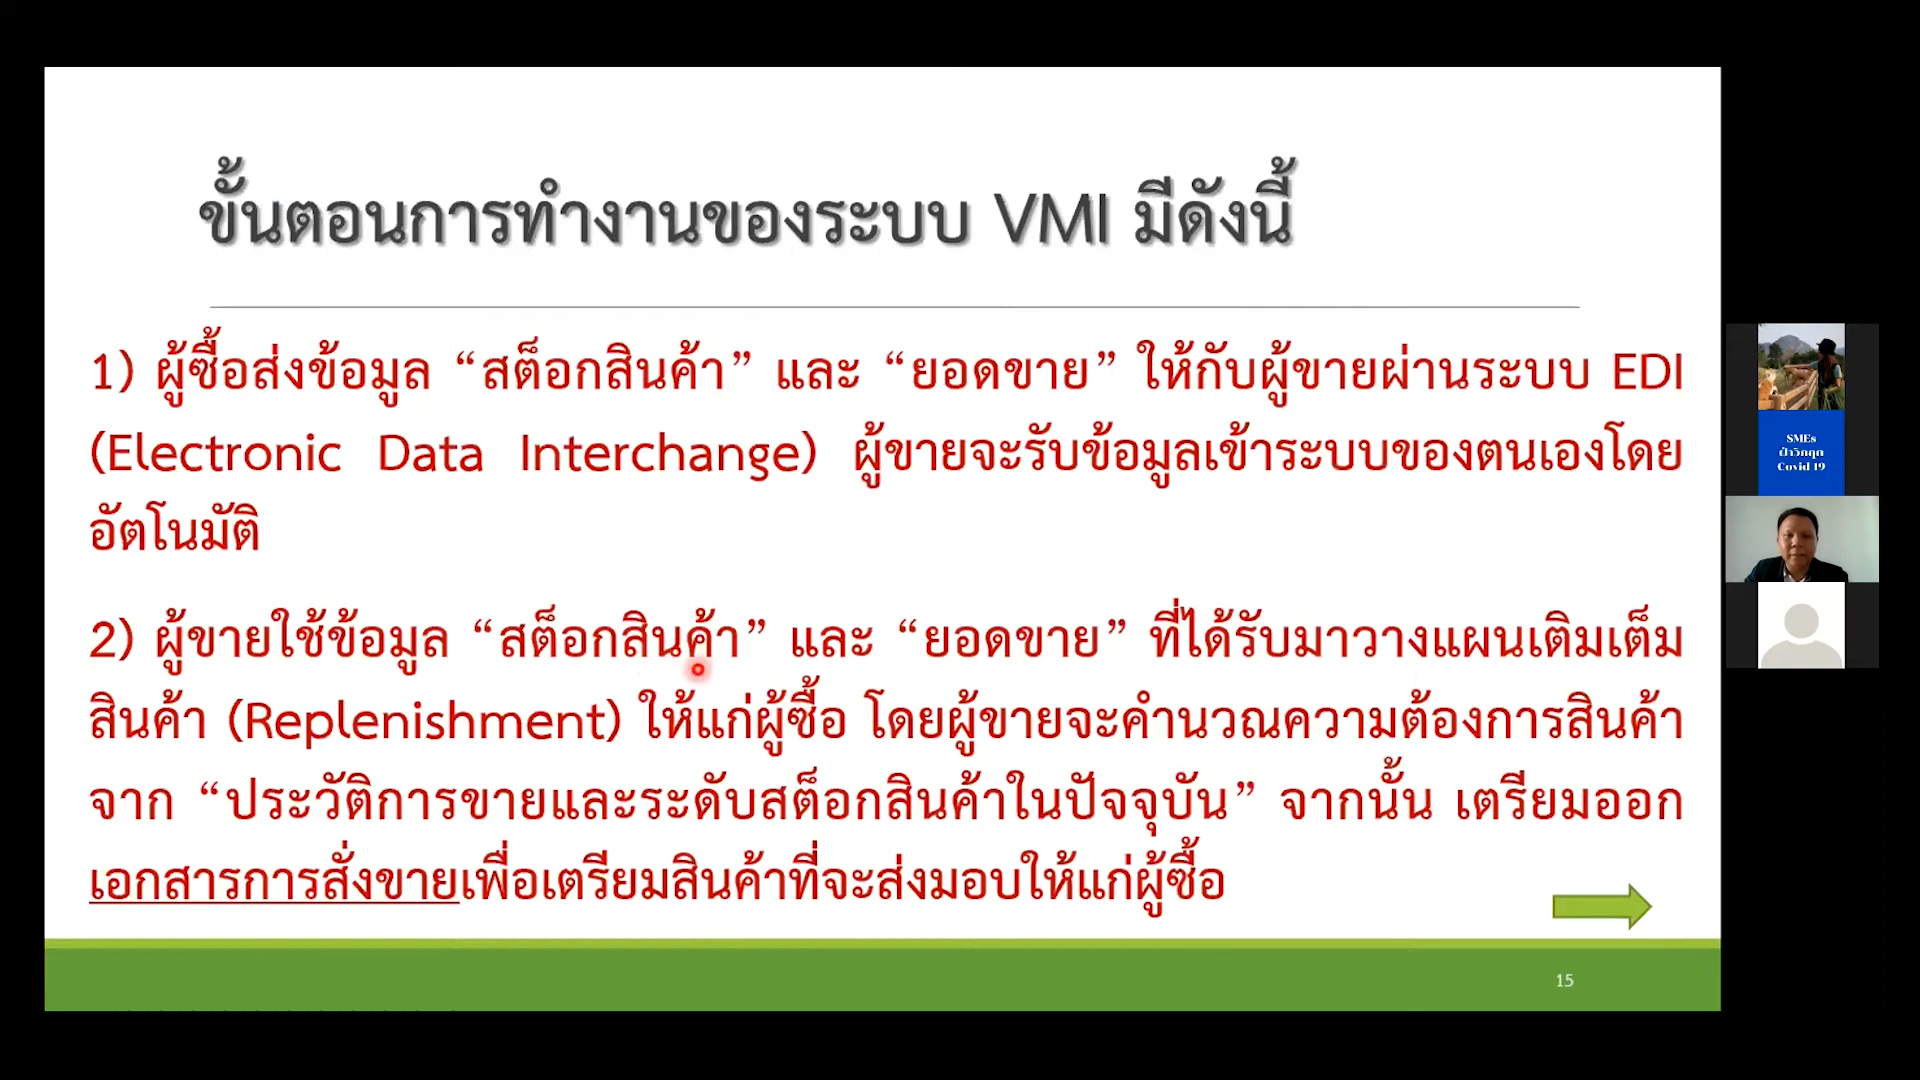 ขั้นตอนการทำงานของระบบ VMI มีดังนี้
1) ผู้ซื้อส่งข้อมูล “สต็อกสินค้า” และ “ยอดขาย” ให้กับผู้ขายผ่านระบบ EDI
(Electronic Data Interchange) ผู้ขายจะรับข้อมูลเข้าระบบของตนเองโดย
อัตโนมัติ
2) ผู้ขายใช้ข้อมูล “สต็อกสินค้า” และ “ยอดขาย” ที่ได้รับมาวางแผนเติมเต็ม
สินค้า (Replenishment) ให้แก่ผู้ซื้อ โดยผู้ขายจะคำนวณความต้องการสินค้า
จาก “ประวัติการขายและระดับสต็อกสินค้าในปัจจุบัน” จากนั้น เตรียมออก
เอกสารการสั่งขายเพื่อเตรียมสินค้าที่จะส่งมอบให้แก่ผู้ซื้อ
15
SMEs
ฝ่าวิกฤต
Covid 19